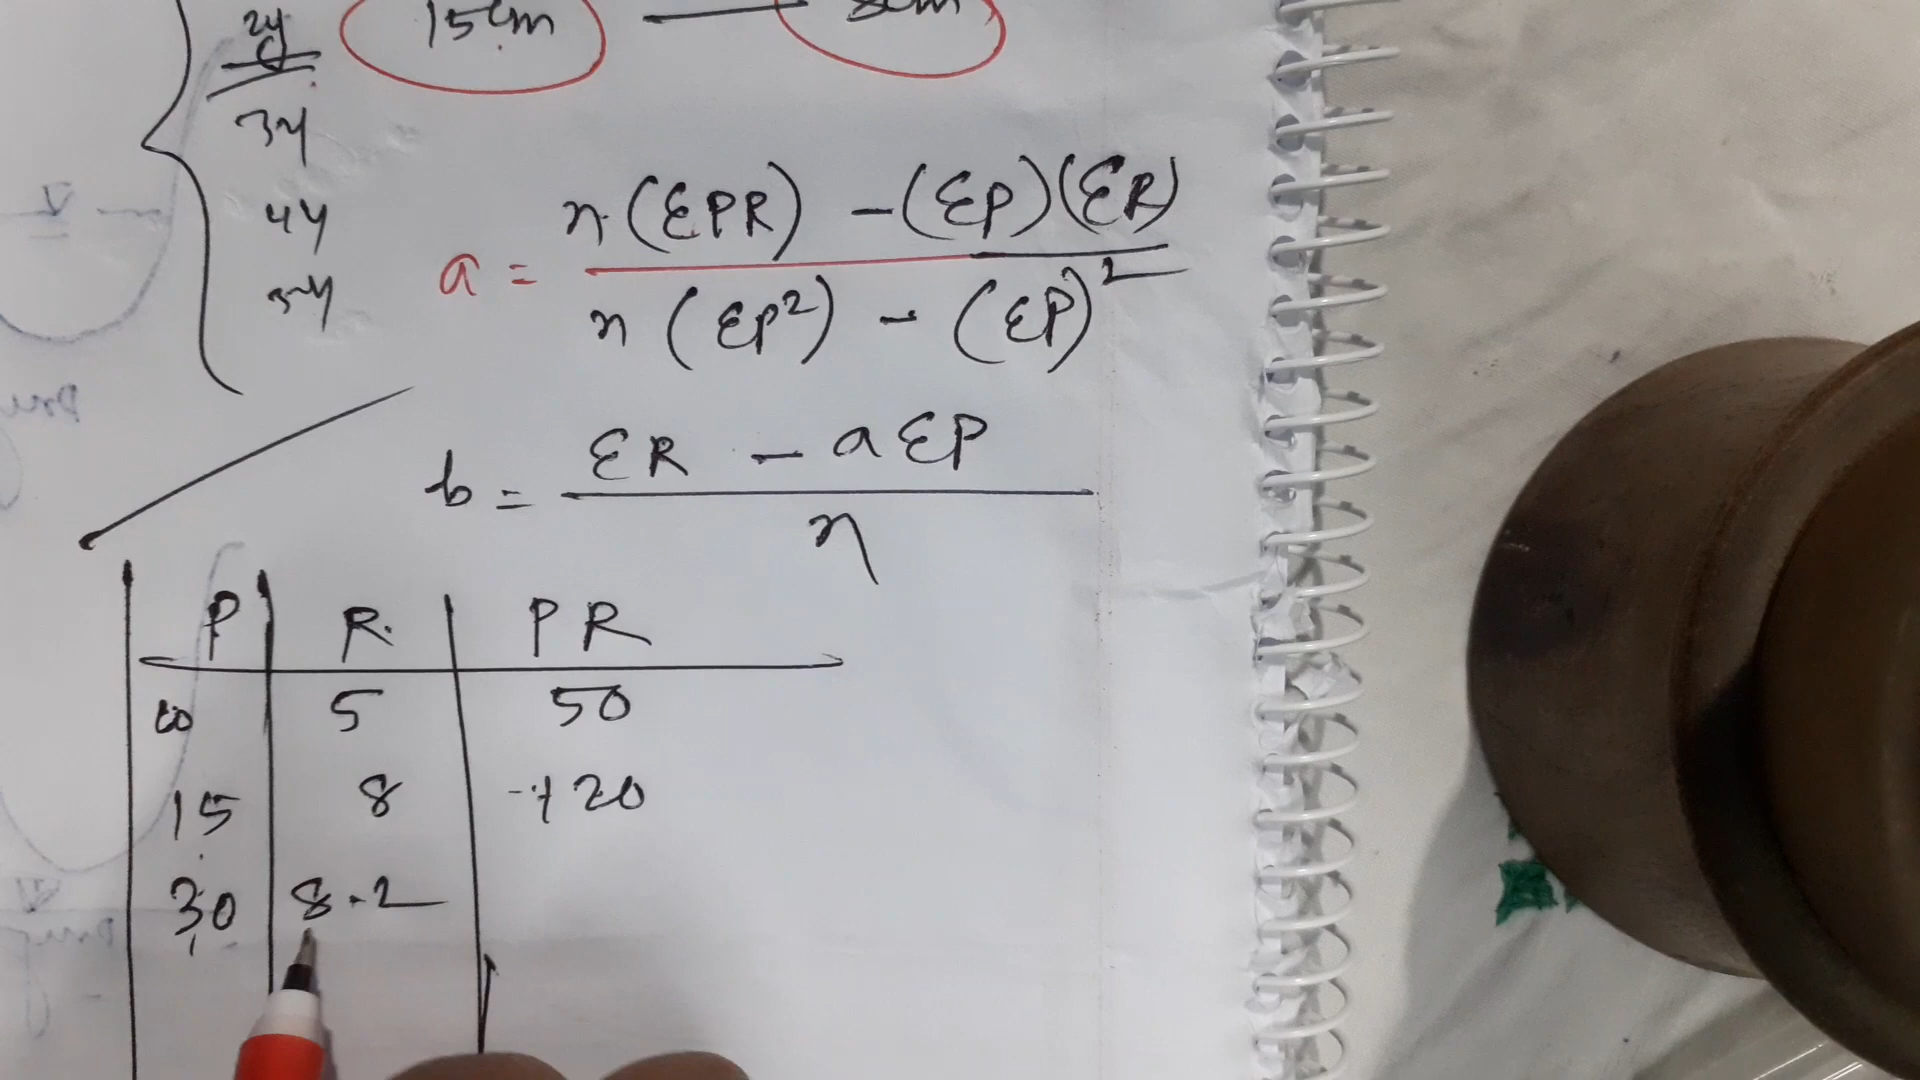 2y 15cm — 8cm
3y
4y
a = n(ΣPR) - (ΣP)(ΣR)
n(ΣP²) - (ΣP)²
b = ΣR - aΣP
n
P R. PR
10 5 50
15 8 120
30 8.2